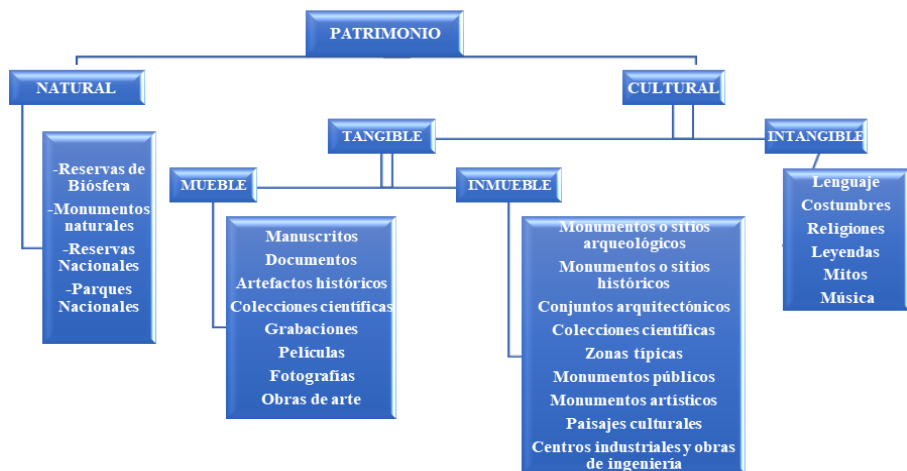 PATRIMONIO
NATURAL
CULTURAL
TANGIBLE
INTANGIBLE
MUEBLE
INMUEBLE
-Reservas de
Biósfera
-Monumentos
naturales
-Reservas
Nacionales
-Parques
Nacionales
Manuscritos
Documentos
Artefactos históricos
Colecciones científicas
Grabaciones
Películas
Fotografías
Obras de arte
Monumentos o sitios
arqueológicos
Monumentos o sitios
históricos
Conjuntos arquitectónicos
Colecciones científicas
Zonas típicas
Monumentos públicos
Monumentos artísticos
Paisajes culturales
Centros industriales y obras
de ingeniería
Lenguaje
Costumbres
Religiones
Leyendas
Mitos
Música